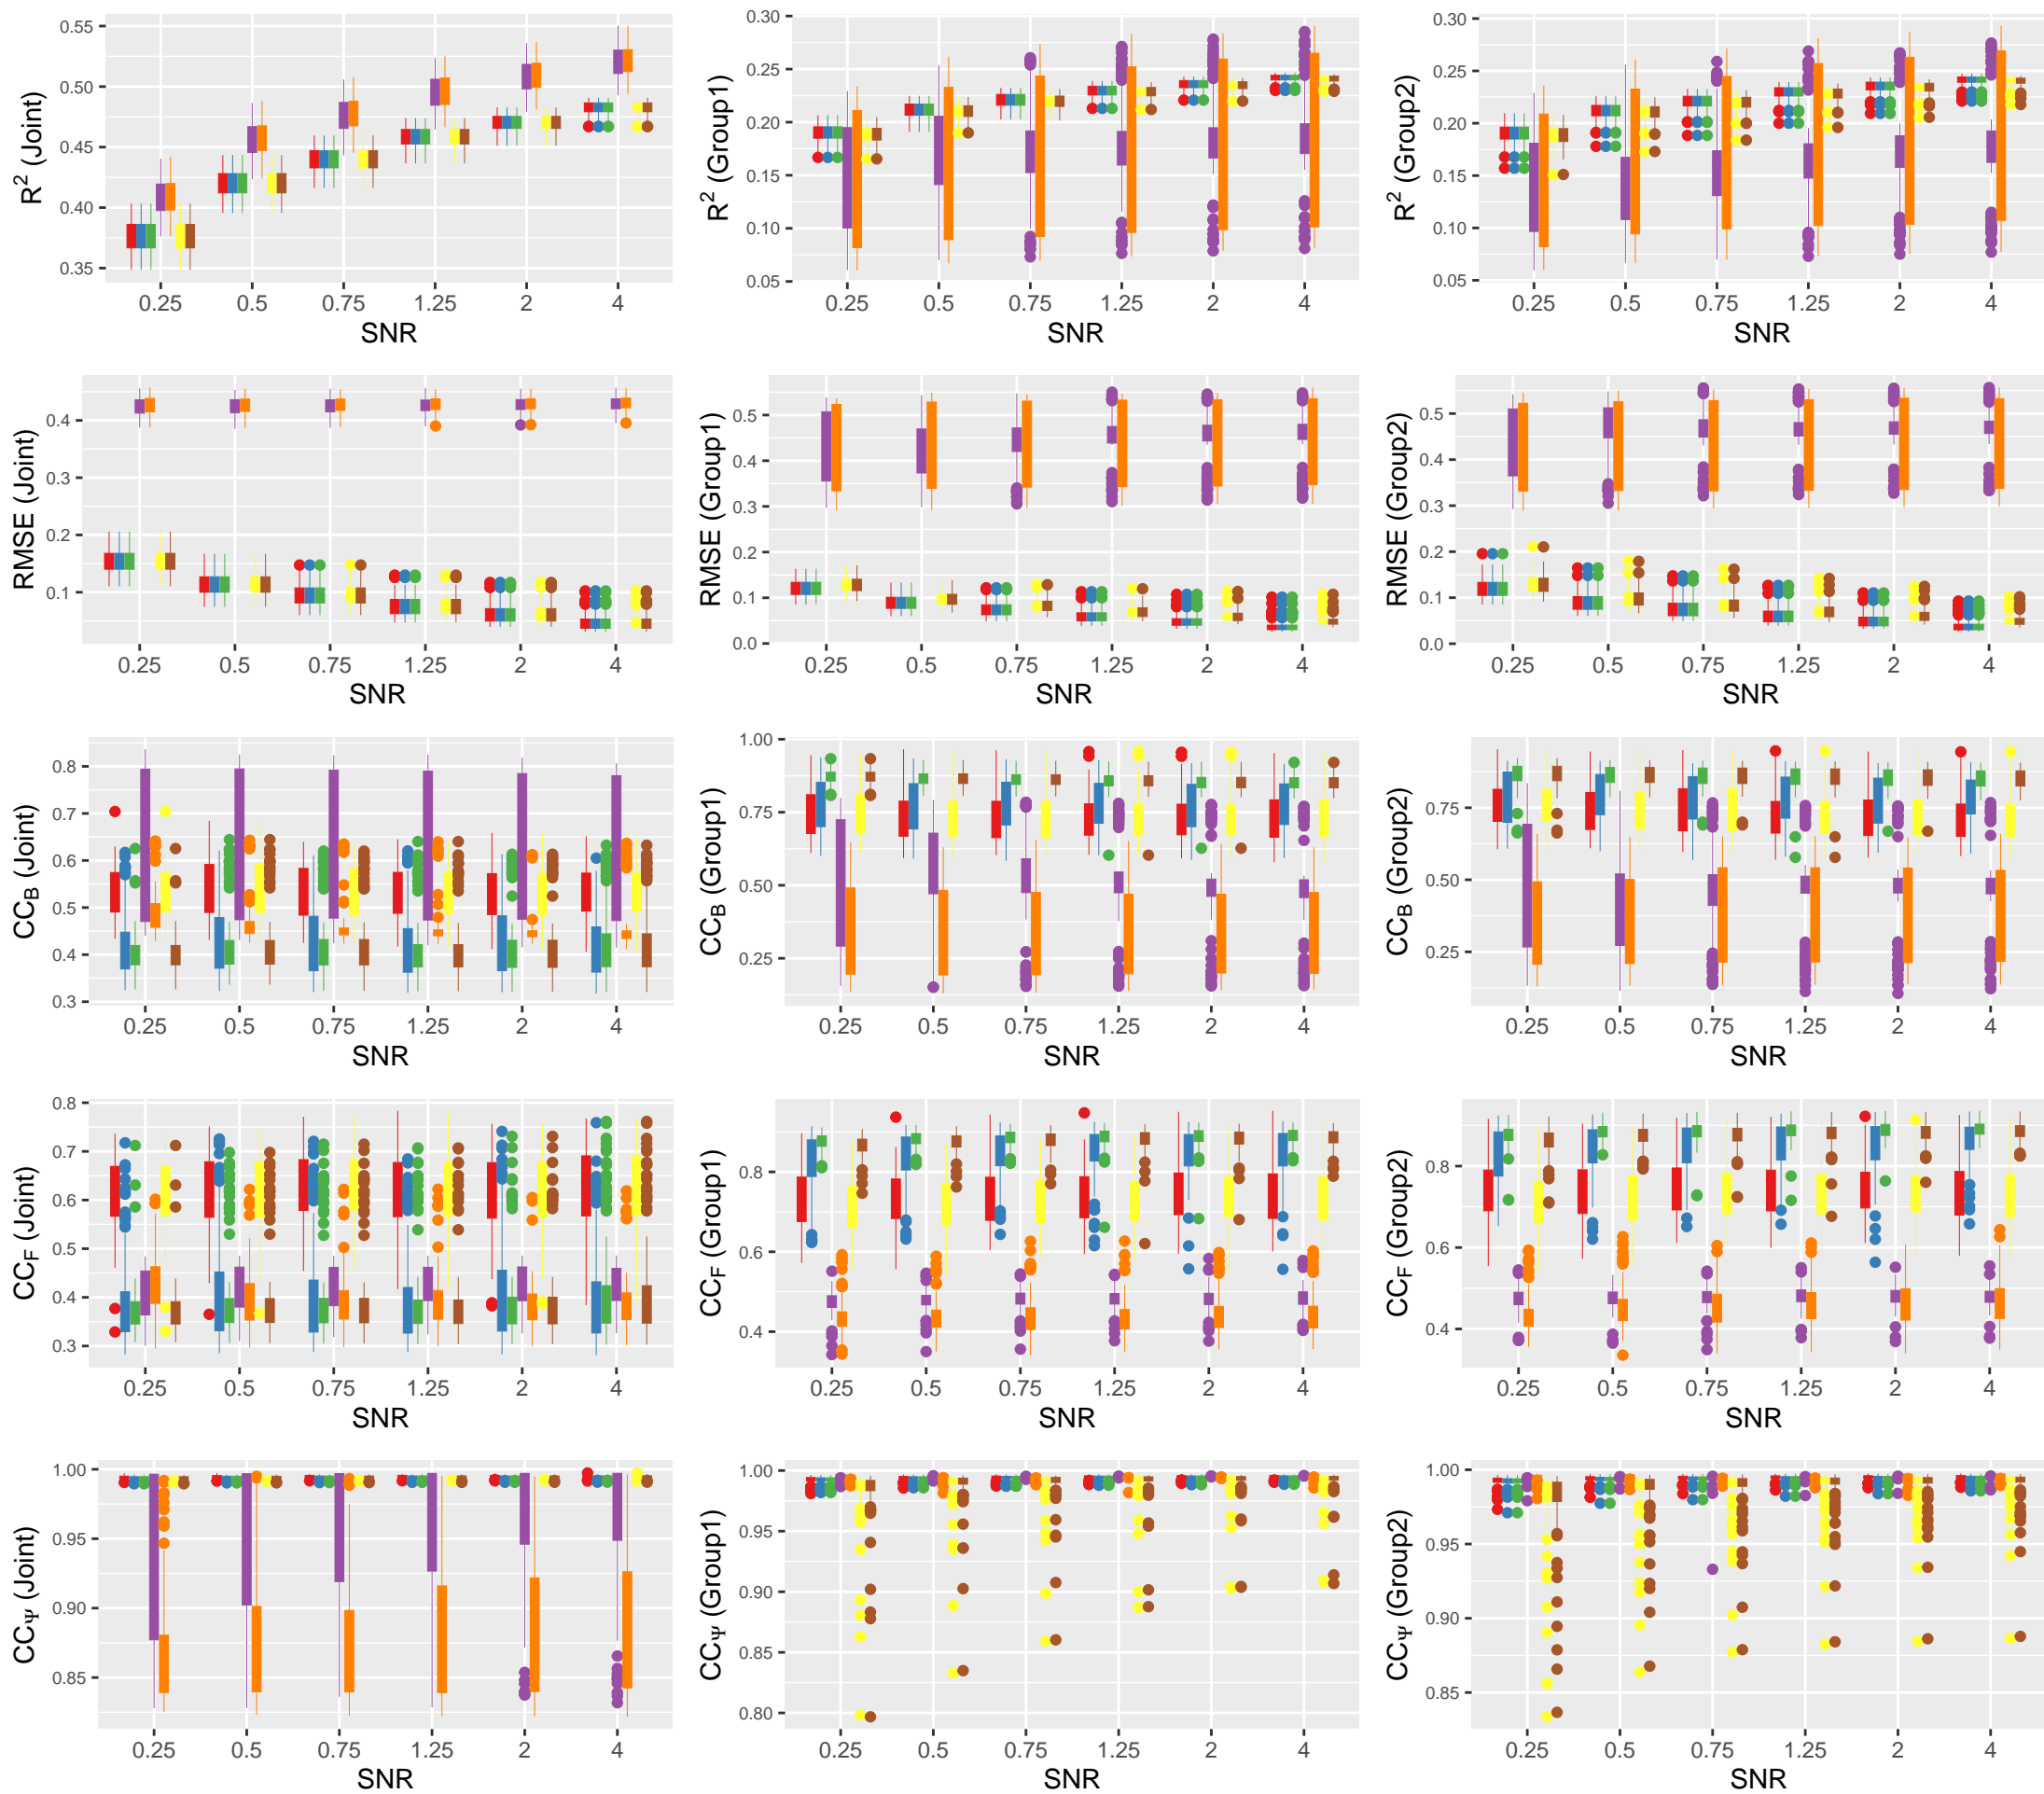 R² (Joint)
0.55
0.50
0.45
0.40
0.35
0.25 0.5 0.75 1.25 2 4
SNR
R² (Group1)
0.30
0.25
0.20
0.15
0.10
0.05
0.25 0.5 0.75 1.25 2 4
SNR
R² (Group2)
0.30
0.25
0.20
0.15
0.10
0.05
0.25 0.5 0.75 1.25 2 4
SNR
RMSE (Joint)
0.4
0.3
0.2
0.1
0.25 0.5 0.75 1.25 2 4
SNR
RMSE (Group1)
0.5
0.4
0.3
0.2
0.1
0.0
0.25 0.5 0.75 1.25 2 4
SNR
RMSE (Group2)
0.5
0.4
0.3
0.2
0.1
0.0
0.25 0.5 0.75 1.25 2 4
SNR
CC_B (Joint)
0.8
0.7
0.6
0.5
0.4
0.3
0.25 0.5 0.75 1.25 2 4
SNR
CC_B (Group1)
1.00
0.75
0.50
0.25
0.25 0.5 0.75 1.25 2 4
SNR
CC_B (Group2)
0.75
0.50
0.25
0.25 0.5 0.75 1.25 2 4
SNR
CC_F (Joint)
0.8
0.7
0.6
0.5
0.4
0.3
0.25 0.5 0.75 1.25 2 4
SNR
CC_F (Group1)
0.8
0.6
0.4
0.25 0.5 0.75 1.25 2 4
SNR
CC_F (Group2)
0.8
0.6
0.4
0.25 0.5 0.75 1.25 2 4
SNR
CC_Ψ (Joint)
1.00
0.95
0.90
0.85
0.25 0.5 0.75 1.25 2 4
SNR
CC_Ψ (Group1)
1.00
0.95
0.90
0.85
0.80
0.25 0.5 0.75 1.25 2 4
SNR
CC_Ψ (Group2)
1.00
0.95
0.90
0.85
0.25 0.5 0.75 1.25 2 4
SNR